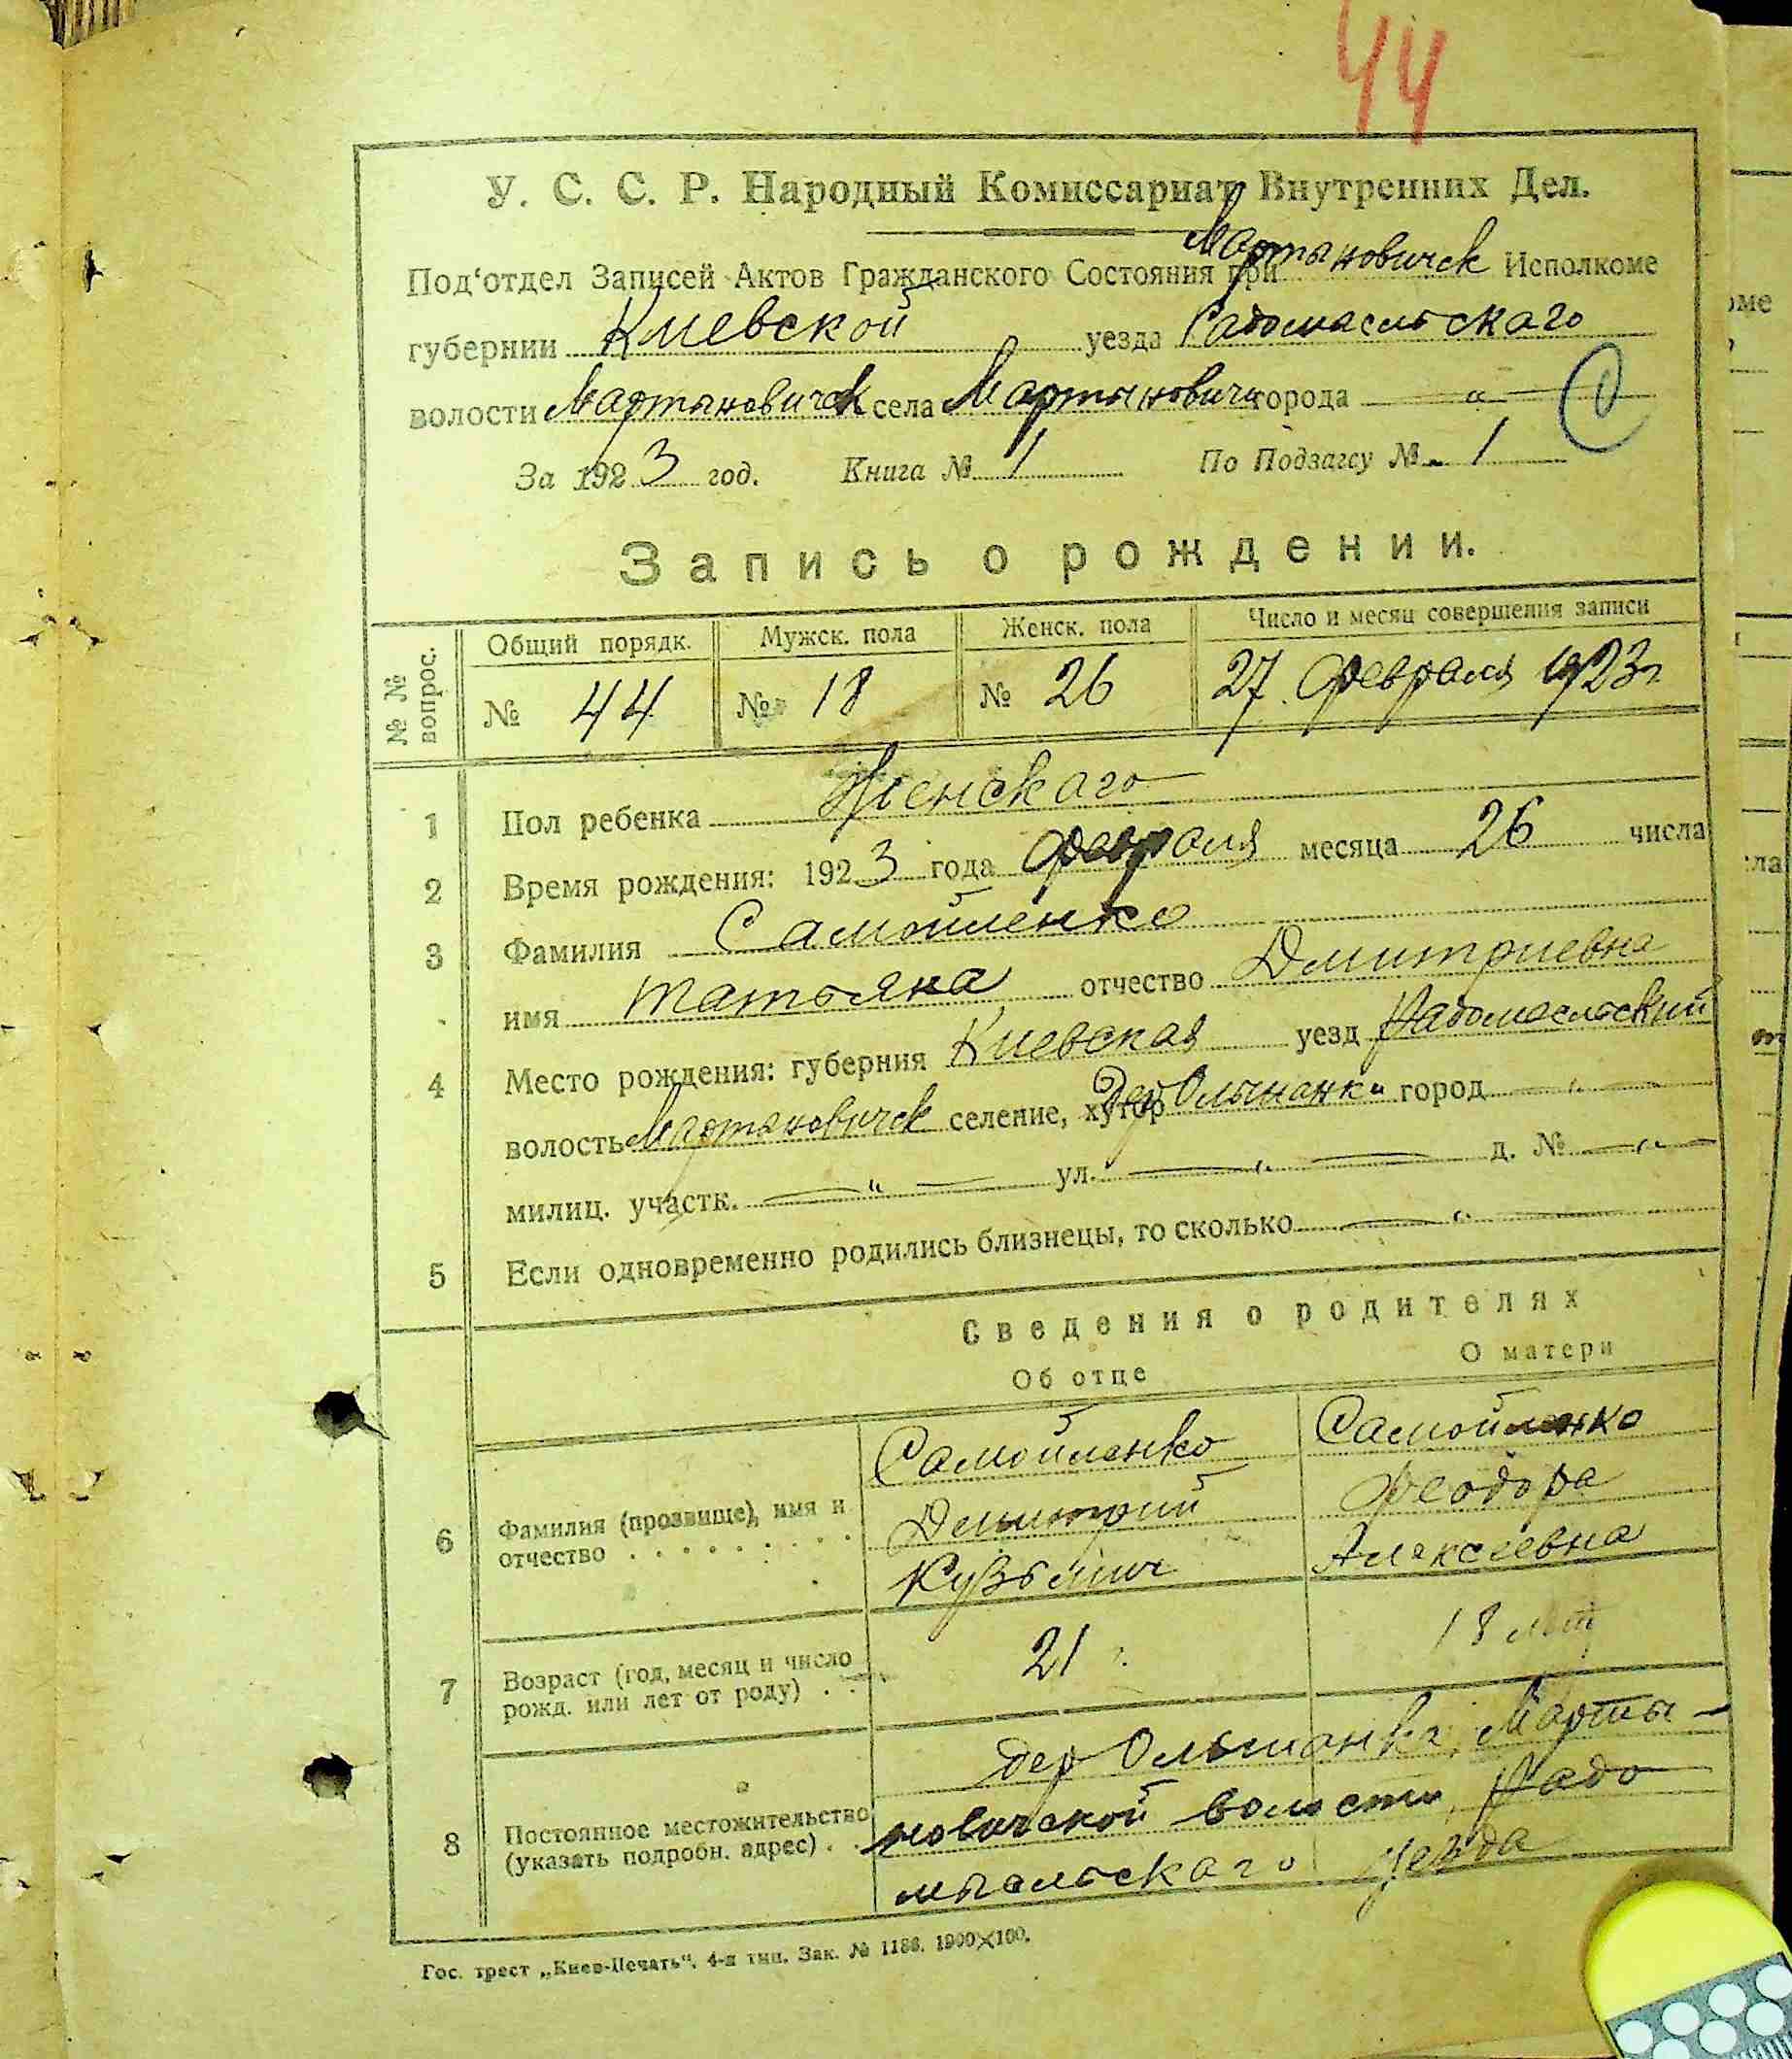 44
У. С. С. Р. Народный Комиссариат Внутренних Дел.
Под‘отдел Записей Актов Гражданского Состояния при Мартыновичск Исполкоме
губернии Киевской уезда Радомысльскаго
волости Мартыновичск села Мартыновичи города — " —
За 1923 год. Книга № 1 По Подзагсу № 1
Запись о рождении.
№ № вопрос.
Общий порядк. Мужск. пола Женск. пола Число и месяц совершения записи
№ 44 № 18 № 26 27 февраля 1923 г.
1 Пол ребенка Женскаго
2 Время рождения: 1923 года февраля месяца 26 числа
3 Фамилия Самойленко
имя Татьяна отчество Дмитриевна
4 Место рождения: губерния Киевская уезд Радомысльский
волость Мартыновичск селение, хутор Дер Ольшанка город — " —
милиц. участк. — " — ул. — " — д. № — " —
5 Если одновременно родились близнецы, то сколько — " —
Сведения о родителях
Об отце О матери
6 Фамилия (прозвище), имя и
отчество . . . . . . . . .
Самойленко
Димитрий
Кузьмич
Самойленко
Феодора
Алексеевна
7 Возраст (год, месяц и число
рожд. или лет от роду) . .
21 г.
18 лет
8 Постоянное местожительство
(указать подробн. адрес) . .
дер Ольшанка, Марты-
новичской волости, Радо
мысльскаго уезда
Гос. трест „Киев-Печать“. 4-я тип. Зак. № 1186. 1900×100.